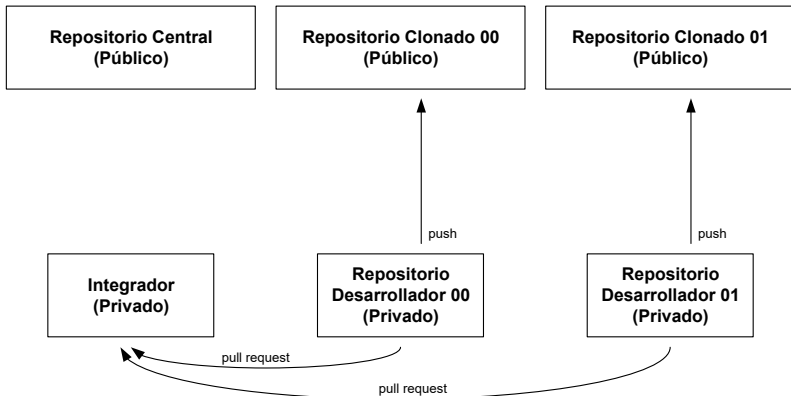 Repositorio Central
(Público)
Repositorio Clonado 00
(Público)
Repositorio Clonado 01
(Público)
push
push
Integrador
(Privado)
Repositorio
Desarrollador 00
(Privado)
Repositorio
Desarrollador 01
(Privado)
pull request
pull request